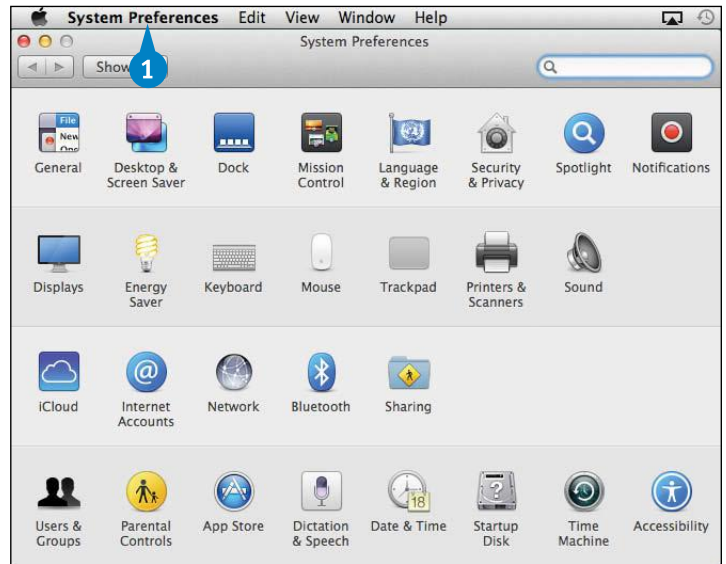 System Preferences Edit View Window Help
System Preferences
Show
1
File
New
General
Desktop &
Screen Saver
Dock
Mission
Control
Language
& Region
Security
& Privacy
Spotlight
Notifications
Displays
Energy
Saver
Keyboard
Mouse
Trackpad
Printers &
Scanners
Sound
iCloud
@
Internet
Accounts
Network
Bluetooth
Sharing
Users &
Groups
Parental
Controls
App Store
Dictation
& Speech
18
Date & Time
?
Startup
Disk
Time
Machine
Accessibility